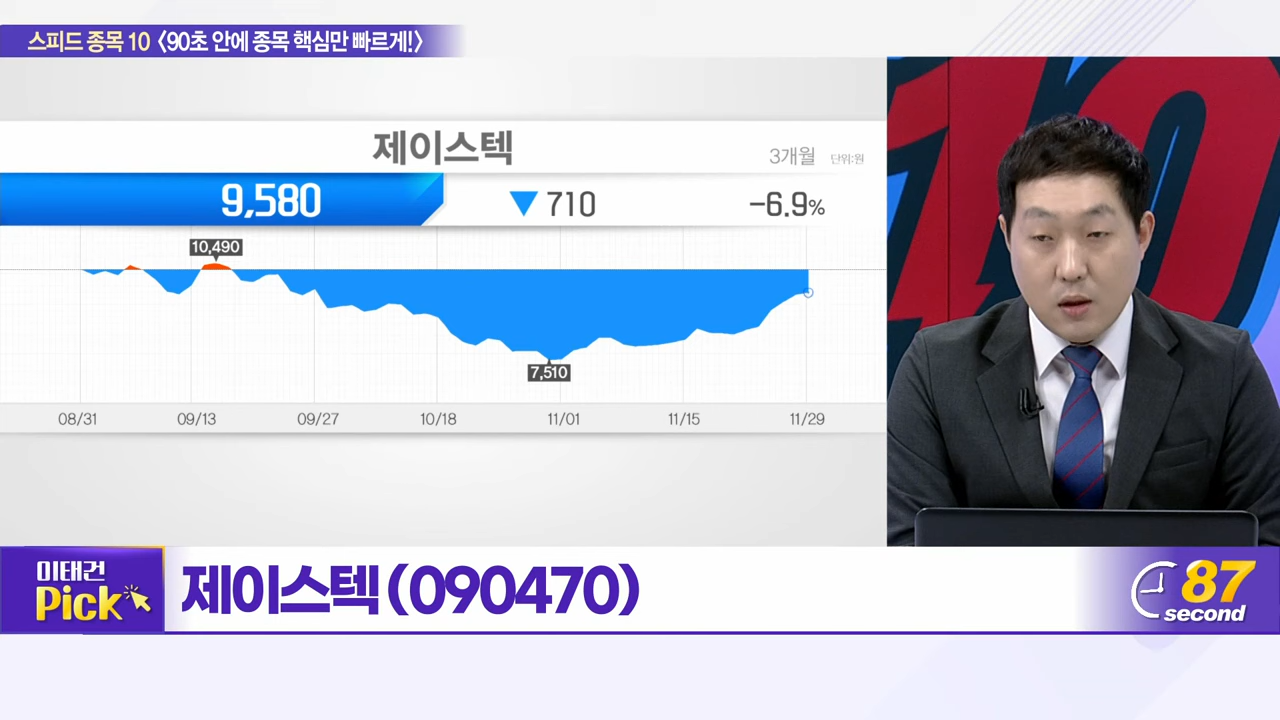 스피드 종목 10 〈90초 안에 종목 핵심만 빠르게!〉
제이스텍
3개월 단위:원
9,580 ▼ 710 -6.9%
10,490
7,510
08/31 09/13 09/27 10/18 11/01 11/15 11/29
10
미태건
Pick
제이스텍(090470)
87
second